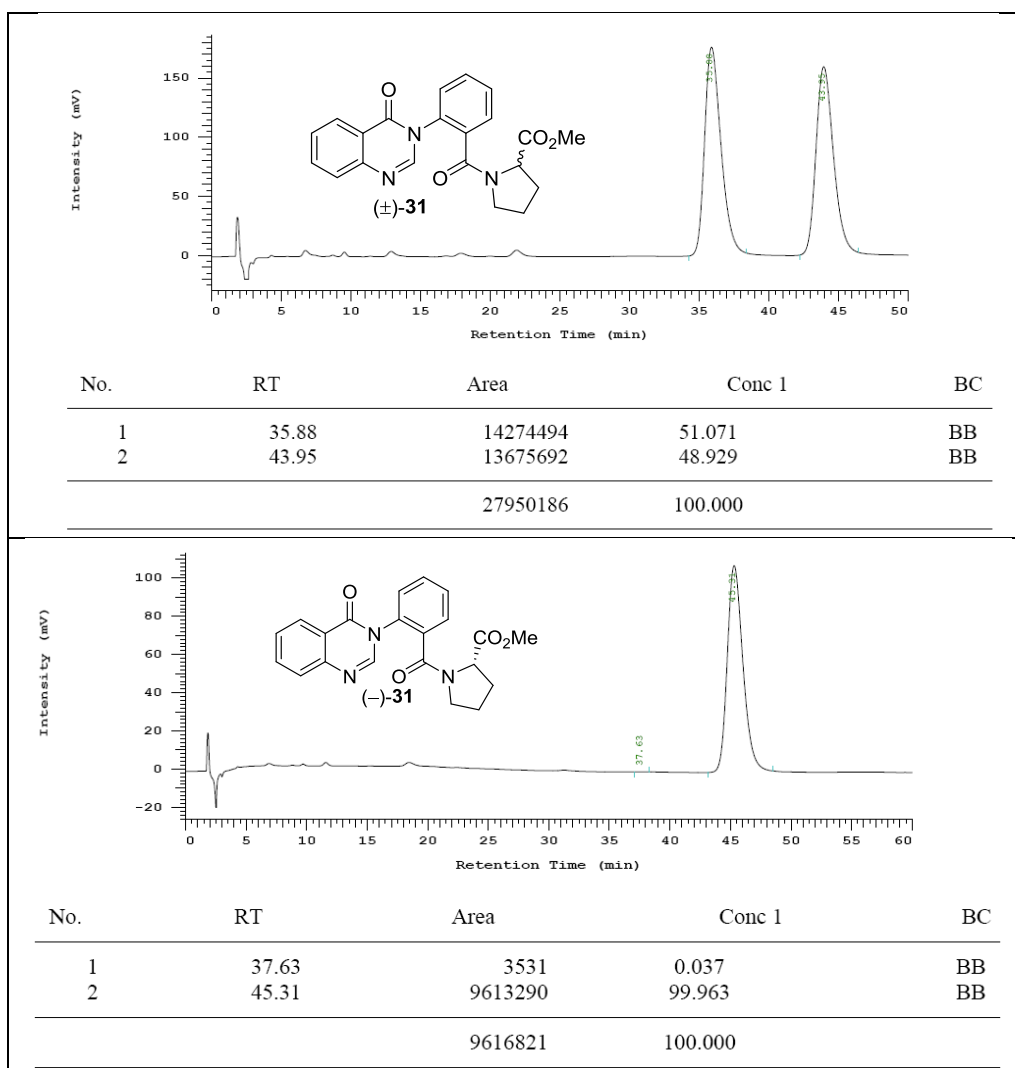 Intensity (mV)
150
100
50
0
35.88
43.95
O
N
N
O
N
CO2Me
(±)-31
0 5 10 15 20 25 30 35 40 45 50
Retention Time (min)
No. RT Area Conc 1 BC
1 35.88 14274494 51.071 BB
2 43.95 13675692 48.929 BB
27950186 100.000
Intensity (mV)
100
80
60
40
20
0
-20
37.63
45.31
O
N
N
O
N
CO2Me
(–)-31
0 5 10 15 20 25 30 35 40 45 50 55 60
Retention Time (min)
No. RT Area Conc 1 BC
1 37.63 3531 0.037 BB
2 45.31 9613290 99.963 BB
9616821 100.000